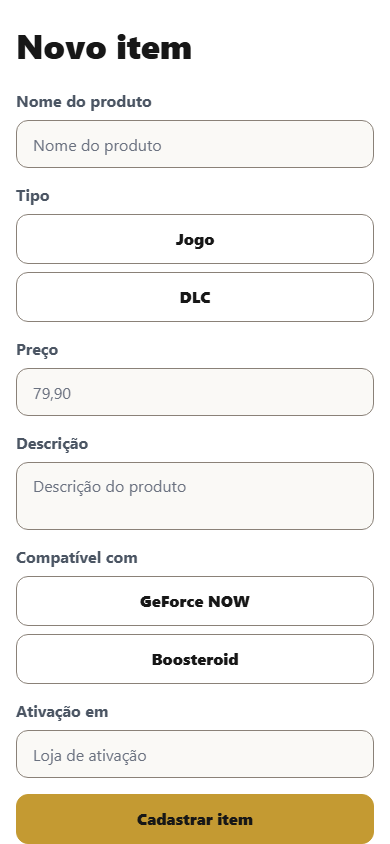 Novo item
Nome do produto
Nome do produto
Tipo
Jogo
DLC
Preço
79,90
Descrição
Descrição do produto
Compatível com
GeForce NOW
Boosteroid
Ativação em
Loja de ativação
Cadastrar item